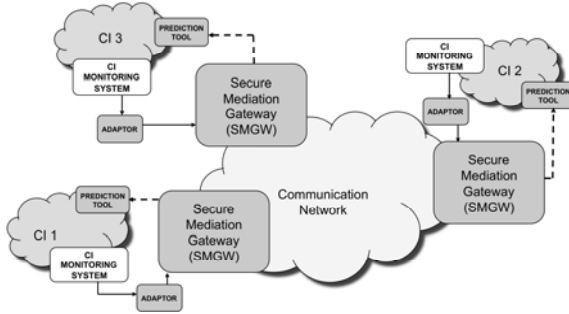 CI 3
PREDICTION
TOOL
CI
MONITORING
SYSTEM
ADAPTOR
Secure
Mediation
Gateway
(SMGW)
CI
MONITORING
SYSTEM
CI 2
PREDICTION
TOOL
ADAPTOR
Secure
Mediation
Gateway
(SMGW)
Communication
Network
PREDICTION
TOOL
CI 1
CI
MONITORING
SYSTEM
ADAPTOR
Secure
Mediation
Gateway
(SMGW)